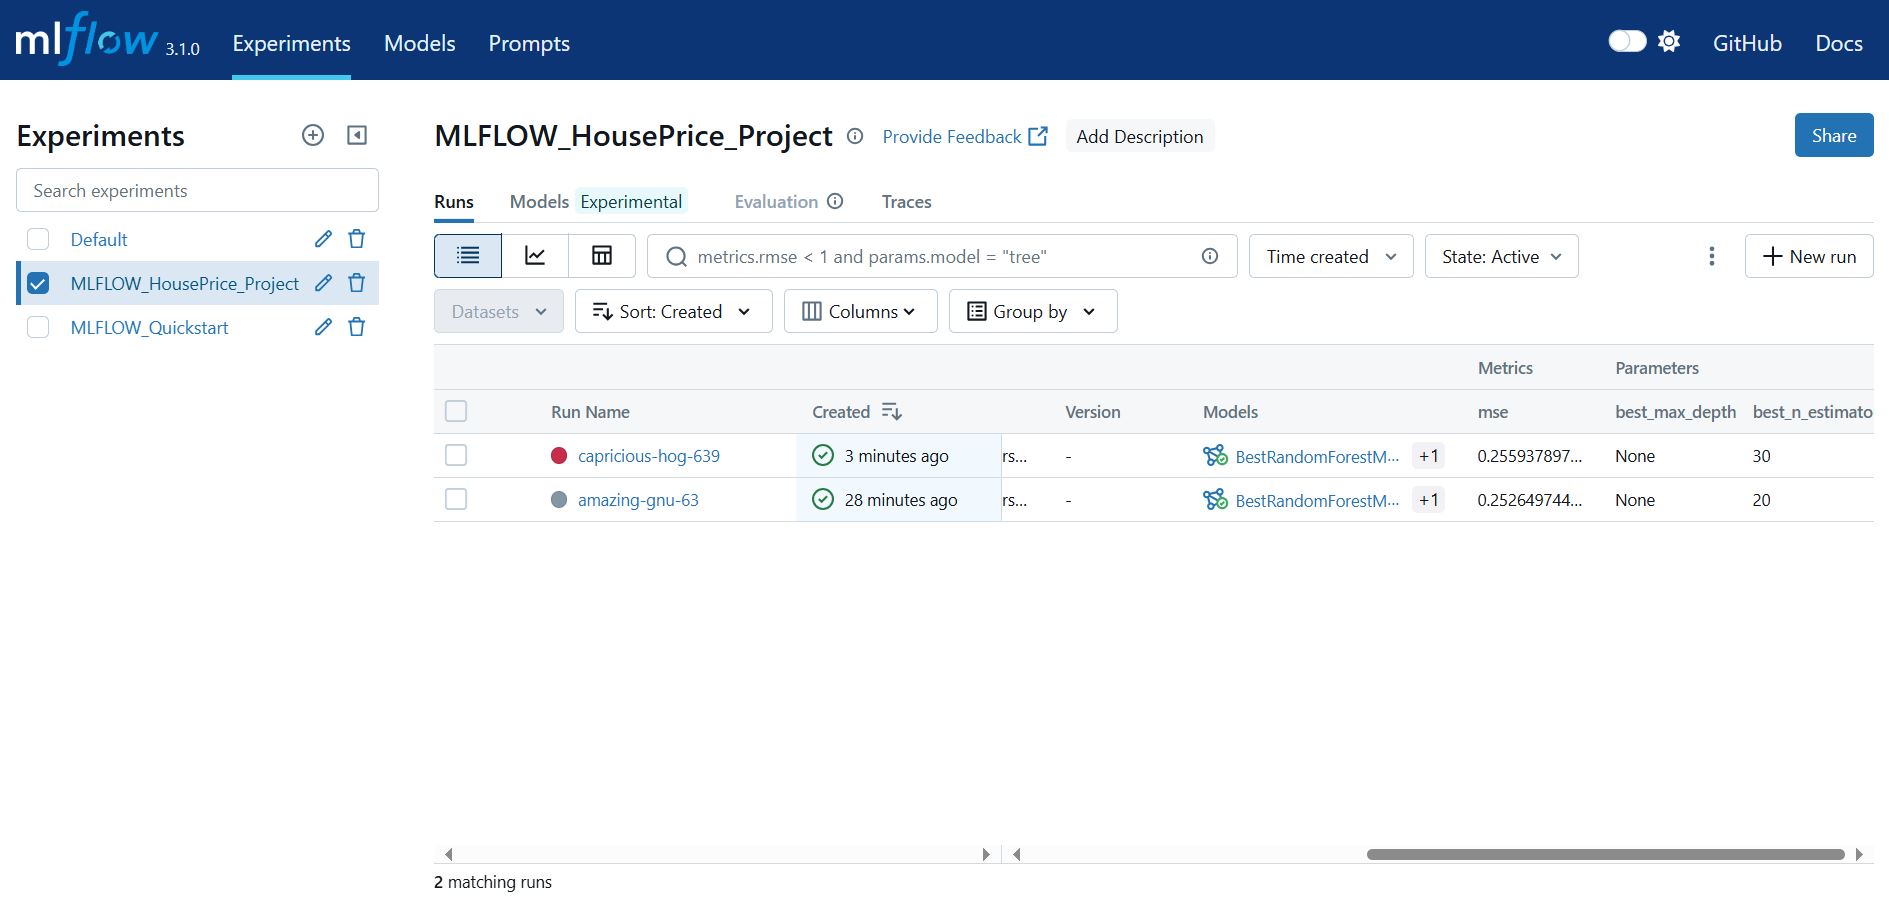 mlflow 3.1.0 Experiments Models Prompts GitHub Docs
Experiments
Search experiments
Default
MLFLOW_HousePrice_Project
MLFLOW_Quickstart
MLFLOW_HousePrice_Project Provide Feedback Add Description Share
Runs Models Experimental Evaluation Traces
metrics.rmse < 1 and params.model = "tree" Time created State: Active New run
Datasets Sort: Created Columns Group by
Metrics Parameters
Run Name Created Version Models mse best_max_depth best_n_estimato
capricious-hog-639 3 minutes ago rs... - BestRandomForestM... +1 0.255937897... None 30
amazing-gnu-63 28 minutes ago rs... - BestRandomForestM... +1 0.252649744... None 20
2 matching runs